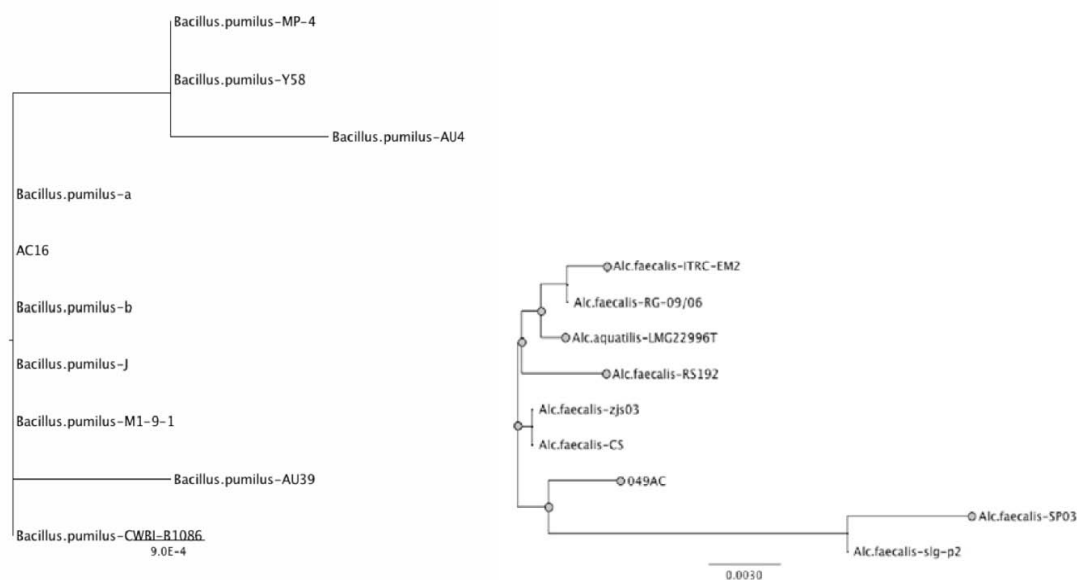 Bacillus.pumilus-MP-4
Bacillus.pumilus-Y58
Bacillus.pumilus-AU4
Bacillus.pumilus-a
AC16
Bacillus.pumilus-b
Bacillus.pumilus-J
Bacillus.pumilus-M1-9-1
Bacillus.pumilus-AU39
Bacillus.pumilus-CWBI-B1086
9.0E-4
Alc.faecalis-ITRC-EM2
Alc.faecalis-RG-09/06
Alc.aquatilis-LMG22996T
Alc.faecalis-RS192
Alc.faecalis-zjs03
Alc.faecalis-CS
049AC
Alc.faecalis-SP03
Alc.faecalis-slg-p2
0.0030